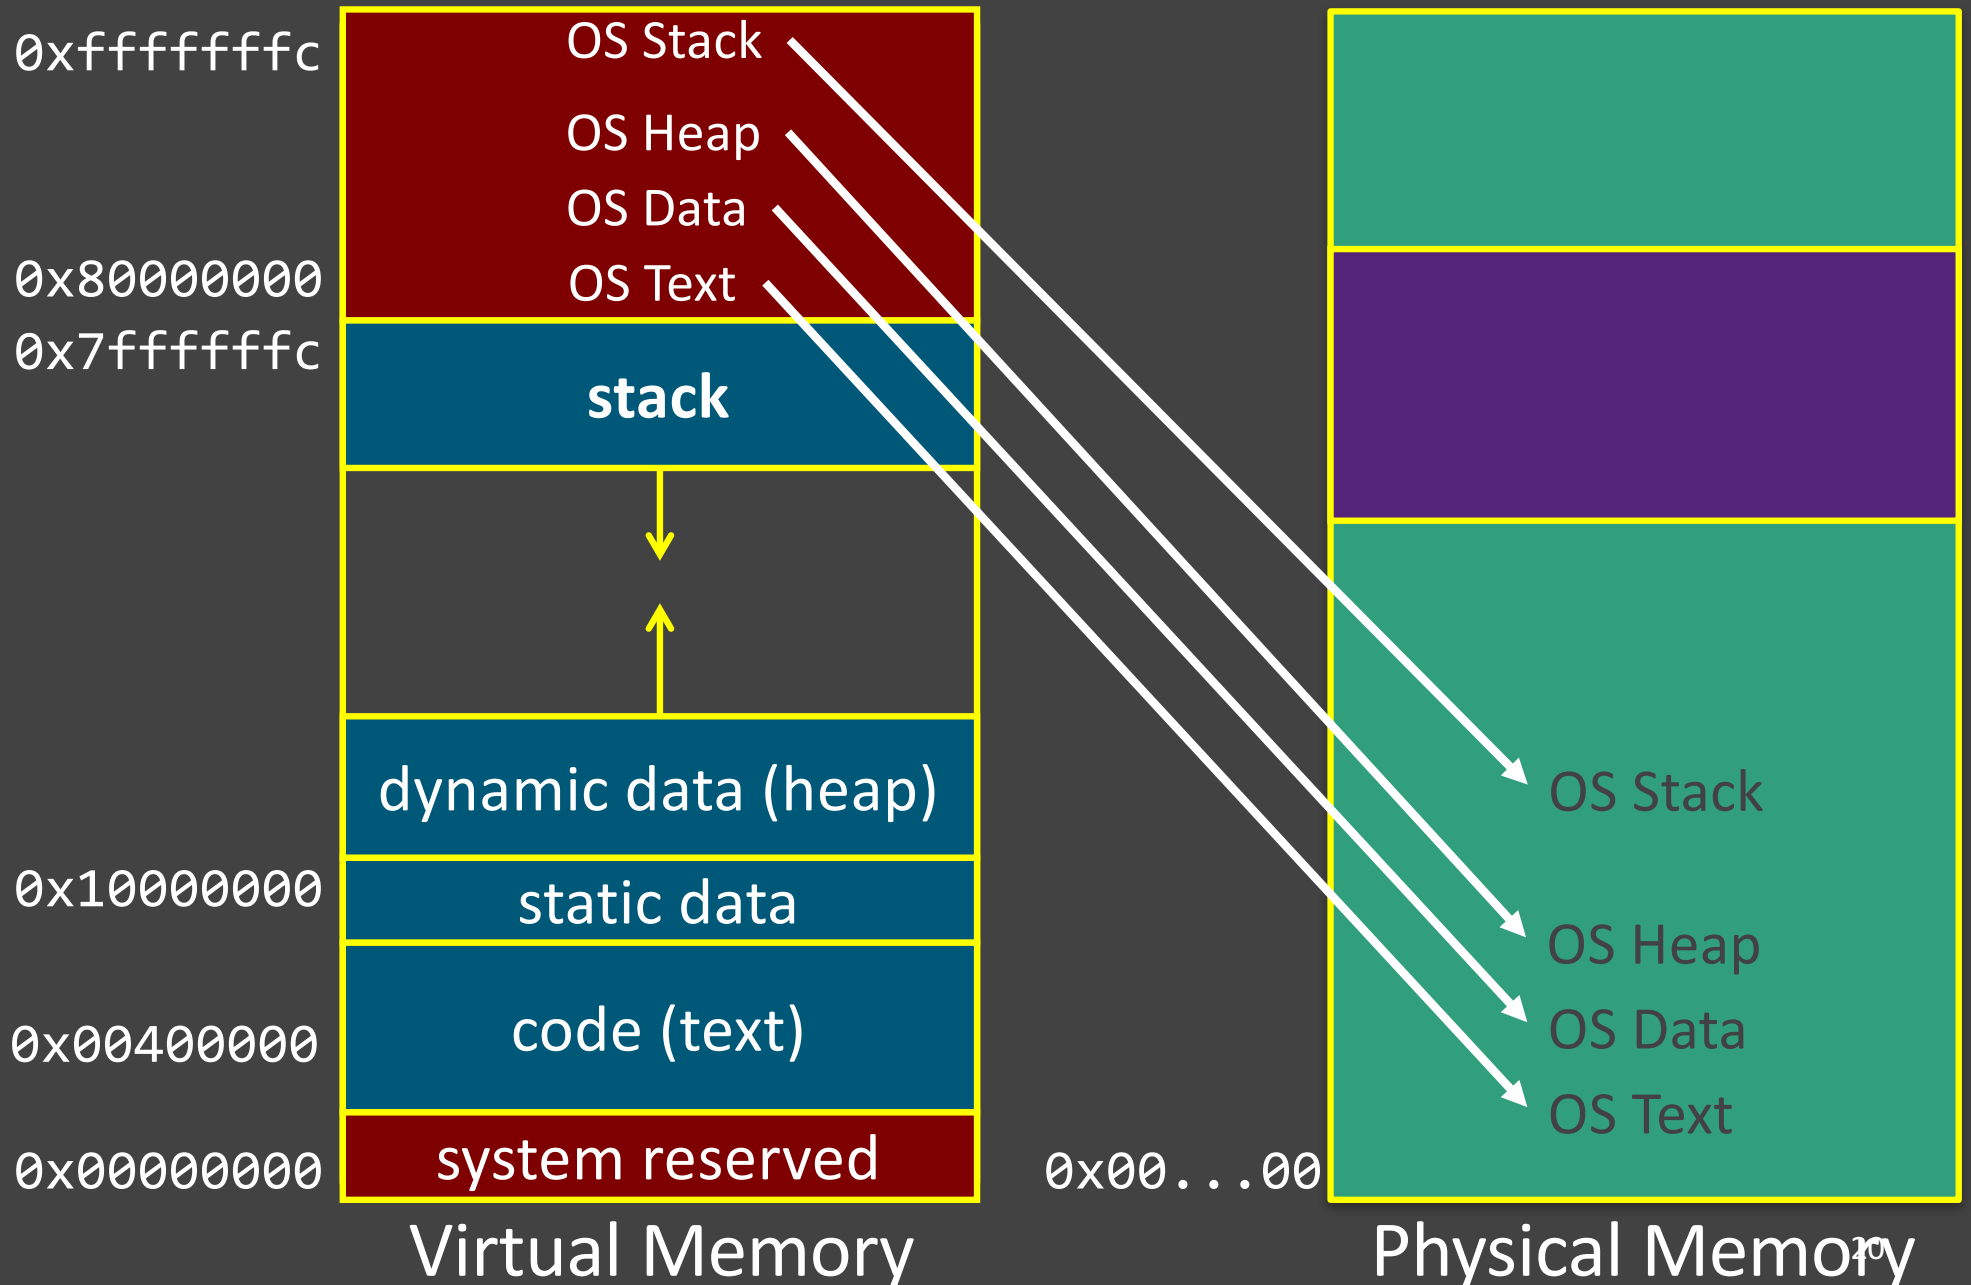 0xfffffffc
OS Stack
OS Heap
OS Data
0x80000000
OS Text
0x7ffffffc
stack
dynamic data (heap)
0x10000000
static data
0x00400000
code (text)
0x00000000
system reserved
Virtual Memory
OS Stack
OS Heap
OS Data
OS Text
0x00...00
Physical Memory
20